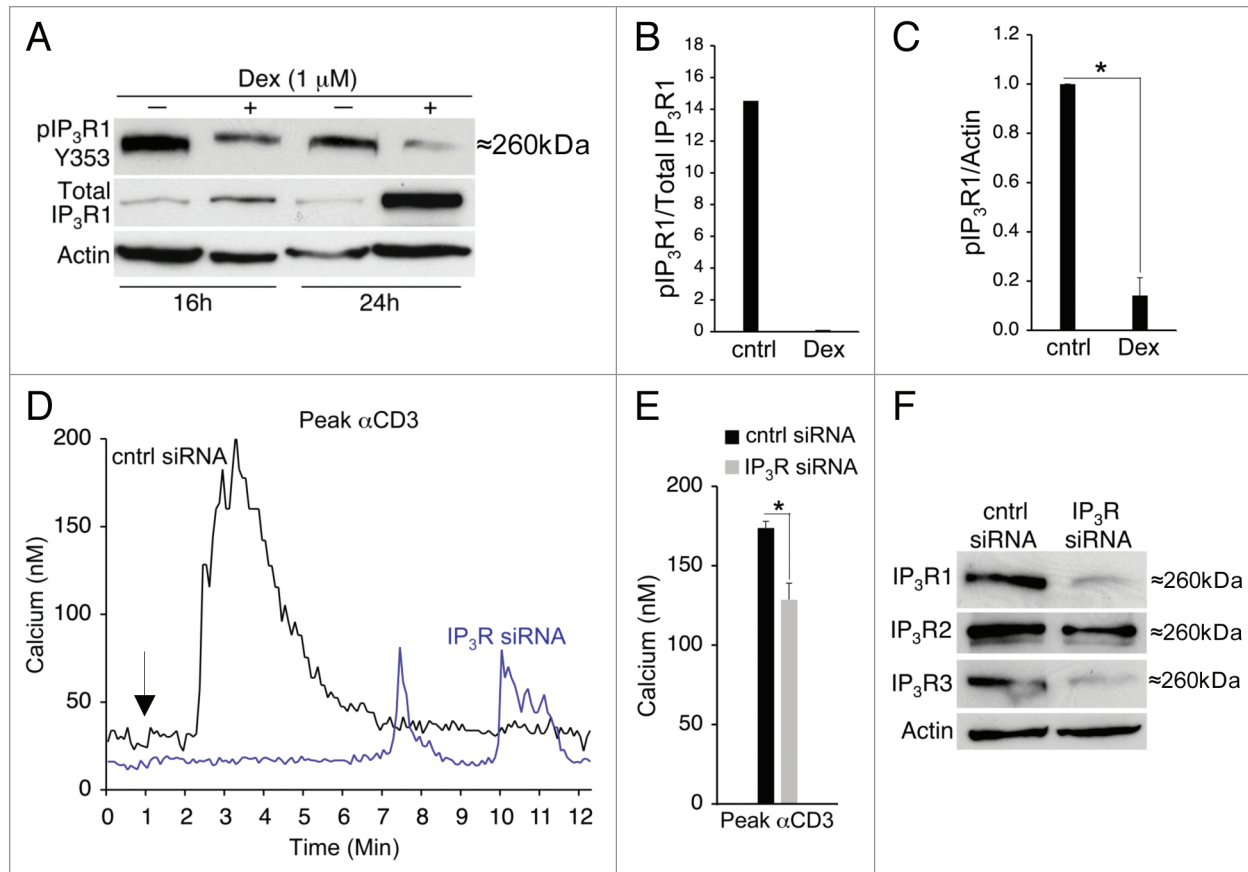 A
Dex (1 μM)
— + — +
pIP₃R1
Y353
≈260kDa
Total
IP₃R1
Actin
16h 24h
B
pIP₃R1/Total IP₃R1
18
16
14
12
10
8
6
4
2
0
cntrl Dex
C
pIP₃R1/Actin
1.2
1.0
0.8
0.6
0.4
0.2
0.0
*
cntrl Dex
D
Peak αCD3
Calcium (nM)
200
150
100
50
0
cntrl siRNA
IP₃R siRNA
0 1 2 3 4 5 6 7 8 9 10 11 12
Time (Min)
E
cntrl siRNA
IP₃R siRNA
Calcium (nM)
200
150
100
50
0
*
Peak αCD3
F
cntrl
siRNA
IP₃R
siRNA
IP₃R1 ≈260kDa
IP₃R2 ≈260kDa
IP₃R3 ≈260kDa
Actin